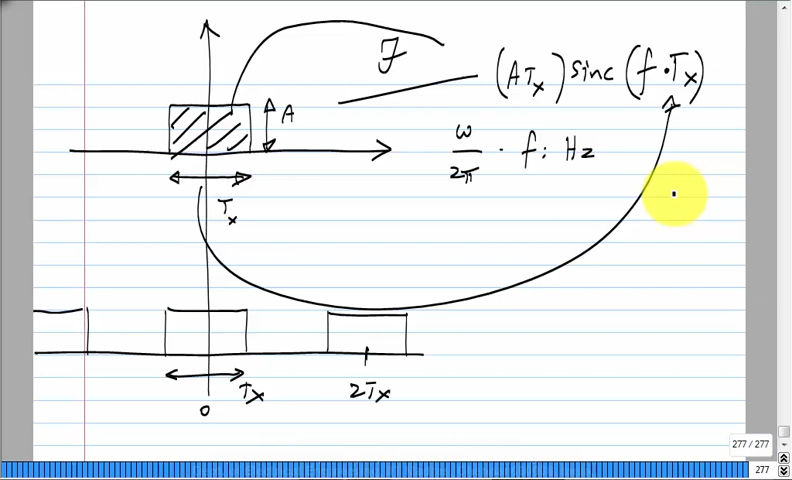 ℱ
(ATx) sinc (f·Tx)
A
ω/2π · f: Hz
Tx
Tx
2Tx
0
277 / 277
277